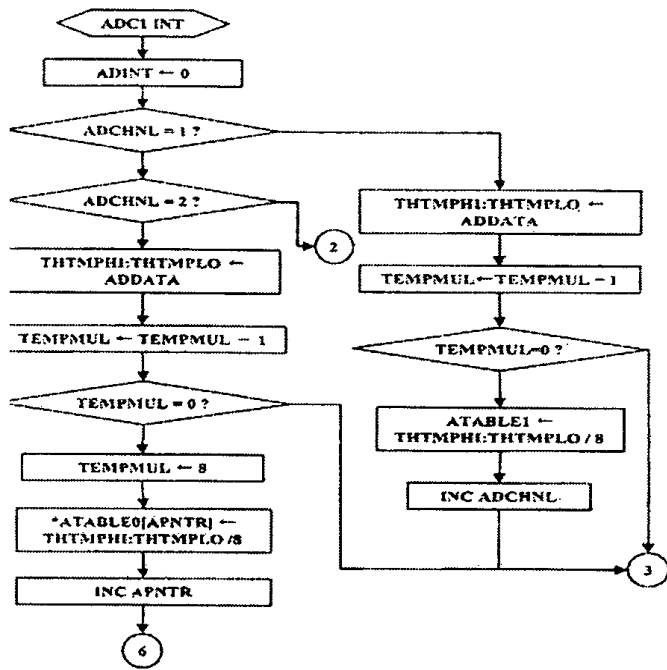 ADC1 INT
ADINT ← 0
ADCHNL = 1 ?
ADCHNL = 2 ?
2
THTMPHI:THTMPLO ←
ADDATA
TEMPMUL ← TEMPMUL - 1
TEMPMUL = 0 ?
TEMPMUL ← 8
*ATABLE0[APNTR] ←
THTMPHI:THTMPLO /8
INC APNTR
6
THTMPHI:THTMPLO ←
ADDATA
TEMPMUL← TEMPMUL - 1
TEMPMUL=0 ?
ATABLE1 ←
THTMPHI:THTMPLO / 8
INC ADCHNL
3